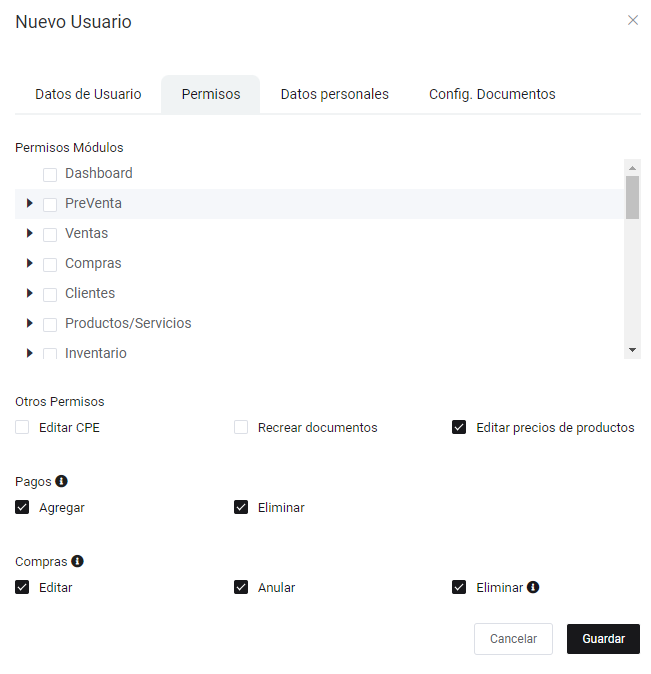 Nuevo Usuario
Datos de Usuario Permisos Datos personales Config. Documentos
Permisos Módulos
Dashboard
PreVenta
Ventas
Compras
Clientes
Productos/Servicios
Inventario
Otros Permisos
Editar CPE Recrear documentos Editar precios de productos
Pagos
Agregar Eliminar
Compras
Editar Anular Eliminar
Cancelar Guardar